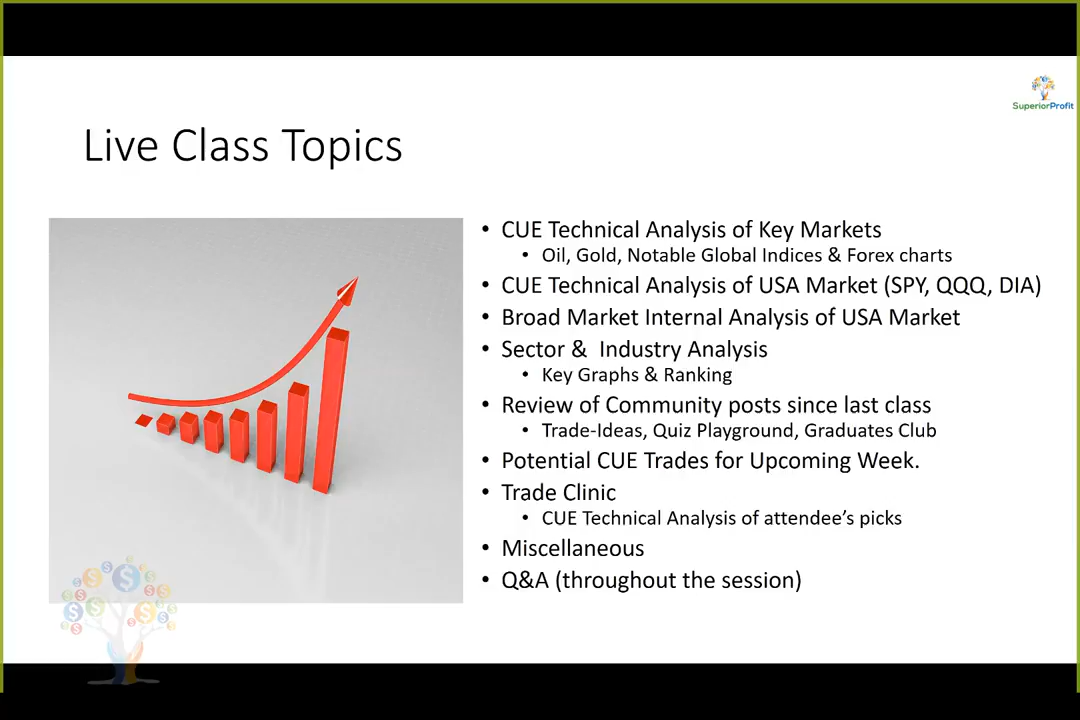 SuperiorProfit
Live Class Topics
• CUE Technical Analysis of Key Markets
• Oil, Gold, Notable Global Indices & Forex charts
• CUE Technical Analysis of USA Market (SPY, QQQ, DIA)
• Broad Market Internal Analysis of USA Market
• Sector & Industry Analysis
• Key Graphs & Ranking
• Review of Community posts since last class
• Trade-Ideas, Quiz Playground, Graduates Club
• Potential CUE Trades for Upcoming Week.
• Trade Clinic
• CUE Technical Analysis of attendee’s picks
• Miscellaneous
• Q&A (throughout the session)